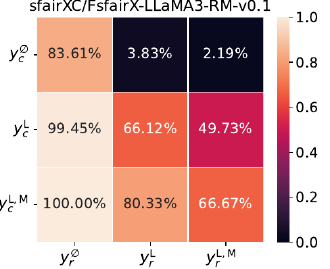 sfairXC/FsfairX-LLaMA3-RM-v0.1
1.0
y_c^∅ 83.61% 3.83% 2.19%
0.8
0.6
y_c^L 99.45% 66.12% 49.73%
0.4
y_c^{L,M} 100.00% 80.33% 66.67%
0.2
0.0
y_r^∅ y_r^L y_r^{L,M}